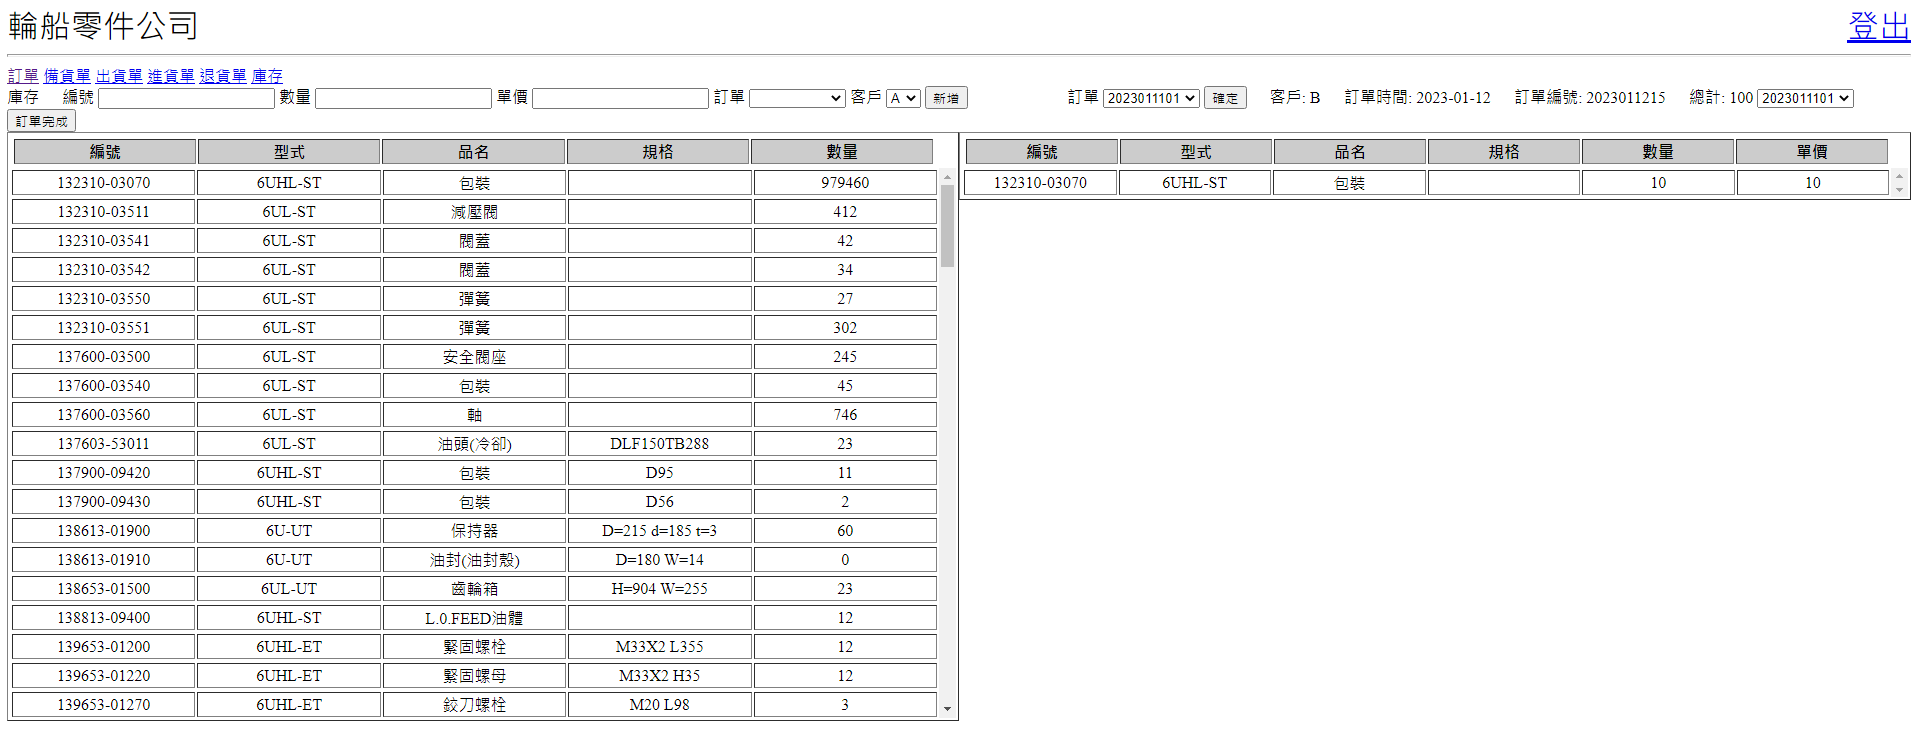 輪船零件公司 登出
訂單 備貨單 出貨單 進貨單 退貨單 庫存
庫存 編號 數量 單價 訂單 客戶 A 新增 訂單 2023011101 確定 客戶: B 訂單時間: 2023-01-12 訂單編號: 2023011215 總計: 100 2023011101
訂單完成
編號 型式 品名 規格 數量
132310-03070 6UHL-ST 包裝 979460
132310-03511 6UL-ST 減壓閥 412
132310-03541 6UL-ST 閥蓋 42
132310-03542 6UL-ST 閥蓋 34
132310-03550 6UL-ST 彈簧 27
132310-03551 6UL-ST 彈簧 302
137600-03500 6UL-ST 安全閥座 245
137600-03540 6UL-ST 包裝 45
137600-03560 6UL-ST 軸 746
137603-53011 6UL-ST 油頭(冷卻) DLF150TB288 23
137900-09420 6UHL-ST 包裝 D95 11
137900-09430 6UHL-ST 包裝 D56 2
138613-01900 6U-UT 保持器 D=215 d=185 t=3 60
138613-01910 6U-UT 油封(油封殼) D=180 W=14 0
138653-01500 6UL-UT 齒輪箱 H=904 W=255 23
138813-09400 6UHL-ST L.0.FEED油體 12
139653-01200 6UHL-ET 緊固螺栓 M33X2 L355 12
139653-01220 6UHL-ET 緊固螺母 M33X2 H35 12
139653-01270 6UHL-ET 鉸刀螺栓 M20 L98 3
編號 型式 品名 規格 數量 單價
132310-03070 6UHL-ST 包裝 10 10